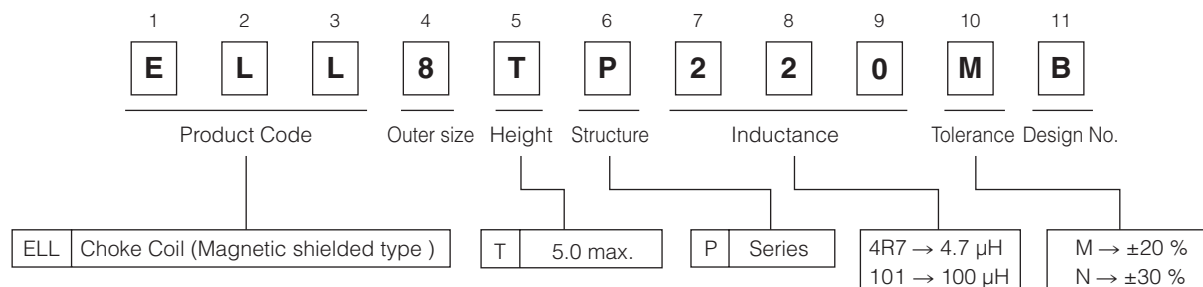 1 2 3 4 5 6 7 8 9 10 11
E L L 8 T P 2 2 0 M B
Product Code Outer size Height Structure Inductance Tolerance Design No.
ELL Choke Coil (Magnetic shielded type ) T 5.0 max. P Series 4R7 → 4.7 µH M → ±20 %
101 → 100 µH N → ±30 %